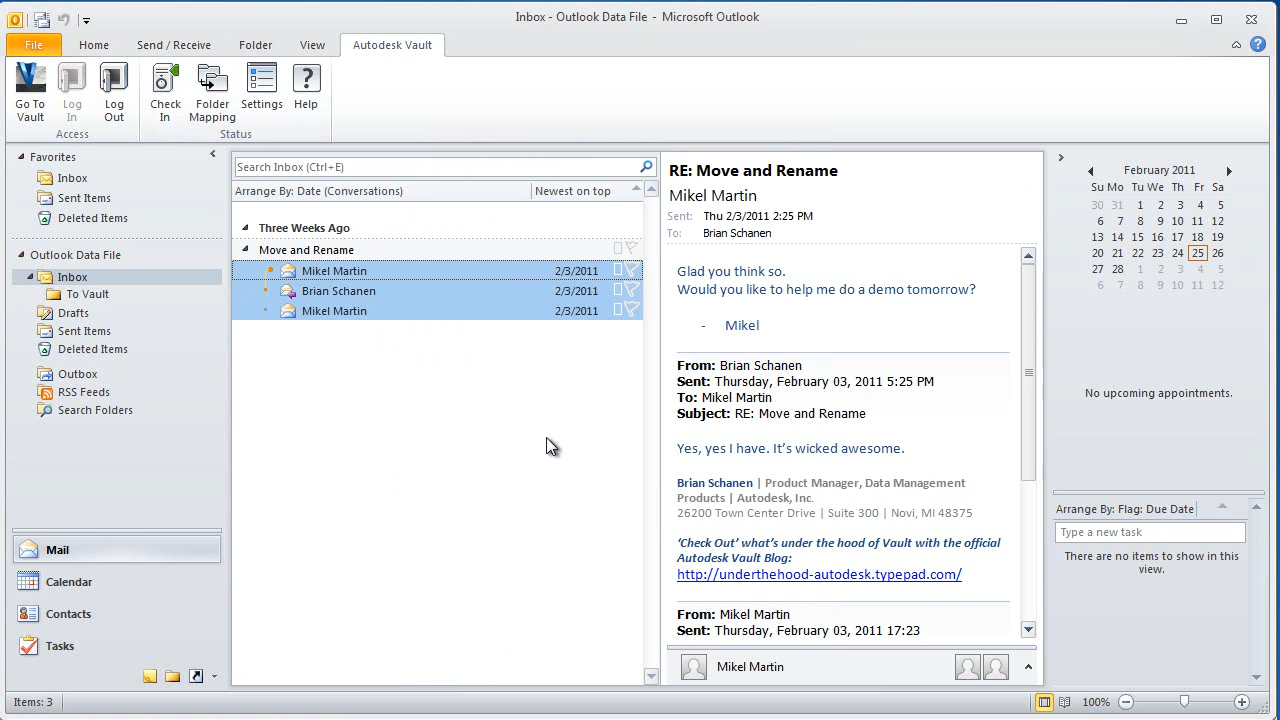 Inbox - Outlook Data File - Microsoft Outlook
File Home Send / Receive Folder View Autodesk Vault
Go To Vault
Log In
Log Out
Check In
Folder Mapping
Settings
Help
Access
Status
Favorites
Inbox
Sent Items
Deleted Items
Outlook Data File
Inbox
To Vault
Drafts
Sent Items
Deleted Items
Outbox
RSS Feeds
Search Folders
Mail
Calendar
Contacts
Tasks
Search Inbox (Ctrl+E)
Arrange By: Date (Conversations) Newest on top
Three Weeks Ago
Move and Rename
Mikel Martin 2/3/2011
Brian Schanen 2/3/2011
Mikel Martin 2/3/2011
RE: Move and Rename
Mikel Martin
Sent: Thu 2/3/2011 2:25 PM
To: Brian Schanen
Glad you think so.
Would you like to help me do a demo tomorrow?
- Mikel
From: Brian Schanen
Sent: Thursday, February 03, 2011 5:25 PM
To: Mikel Martin
Subject: RE: Move and Rename
Yes, yes I have. It’s wicked awesome.
Brian Schanen | Product Manager, Data Management
Products | Autodesk, Inc.
26200 Town Center Drive | Suite 300 | Novi, MI 48375
‘Check Out’ what’s under the hood of Vault with the official
Autodesk Vault Blog:
http://underthehood-autodesk.typepad.com/
From: Mikel Martin
Sent: Thursday, February 03, 2011 17:23
Mikel Martin
February 2011
Su Mo Tu We Th Fr Sa
30 31 1 2 3 4 5
6 7 8 9 10 11 12
13 14 15 16 17 18 19
20 21 22 23 24 25 26
27 28 1 2 3 4 5
6 7 8 9 10 11 12
No upcoming appointments.
Arrange By: Flag: Due Date
Type a new task
There are no items to show in this
view.
Items: 3
100%